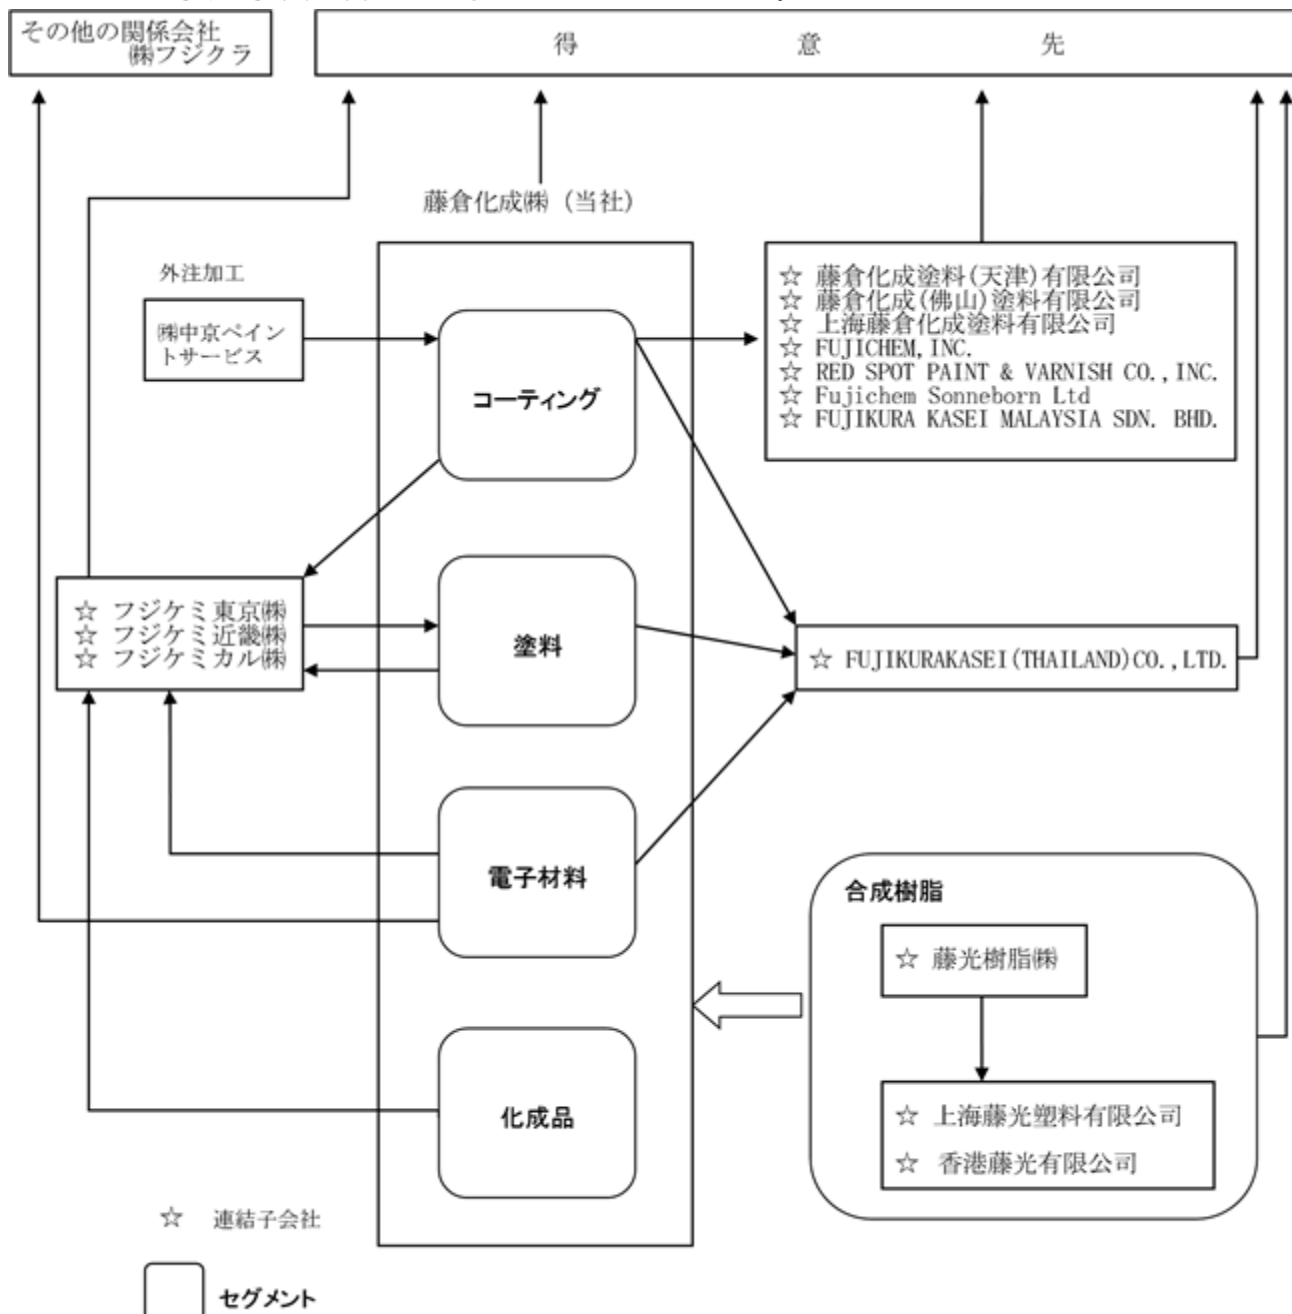 その他の関係会社
㈱フジクラ
得意先
藤倉化成㈱（当社）
外注加工
㈱中京ペイン
トサービス
コーティング
☆ 藤倉化成塗料(天津)有限公司
☆ 藤倉化成(佛山)塗料有限公司
☆ 上海藤倉化成塗料有限公司
☆ FUJICHEM,INC.
☆ RED SPOT PAINT & VARNISH CO.,INC.
☆ Fujichem Sonneborn Ltd
☆ FUJIKURA KASEI MALAYSIA SDN. BHD.
☆ フジケミ東京㈱
☆ フジケミ近畿㈱
☆ フジケミカル㈱
塗料
☆ FUJIKURAKASEI(THAILAND)CO.,LTD.
電子材料
合成樹脂
☆ 藤光樹脂㈱
☆ 上海藤光塑料有限公司
☆ 香港藤光有限公司
化成品
☆ 連結子会社
セグメント